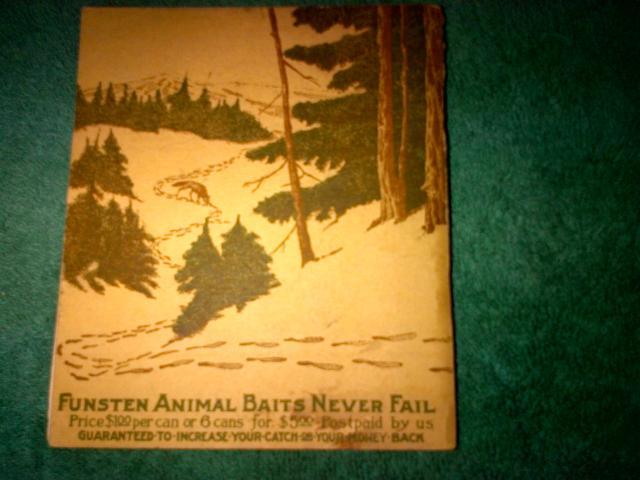 FUNSTEN ANIMAL BAITS NEVER FAIL
Price $1.00 per can or 6 cans for $5.00 Postpaid by us
GUARANTEED·TO·INCREASE·YOUR·CATCH·OR·YOUR·MONEY·BACK